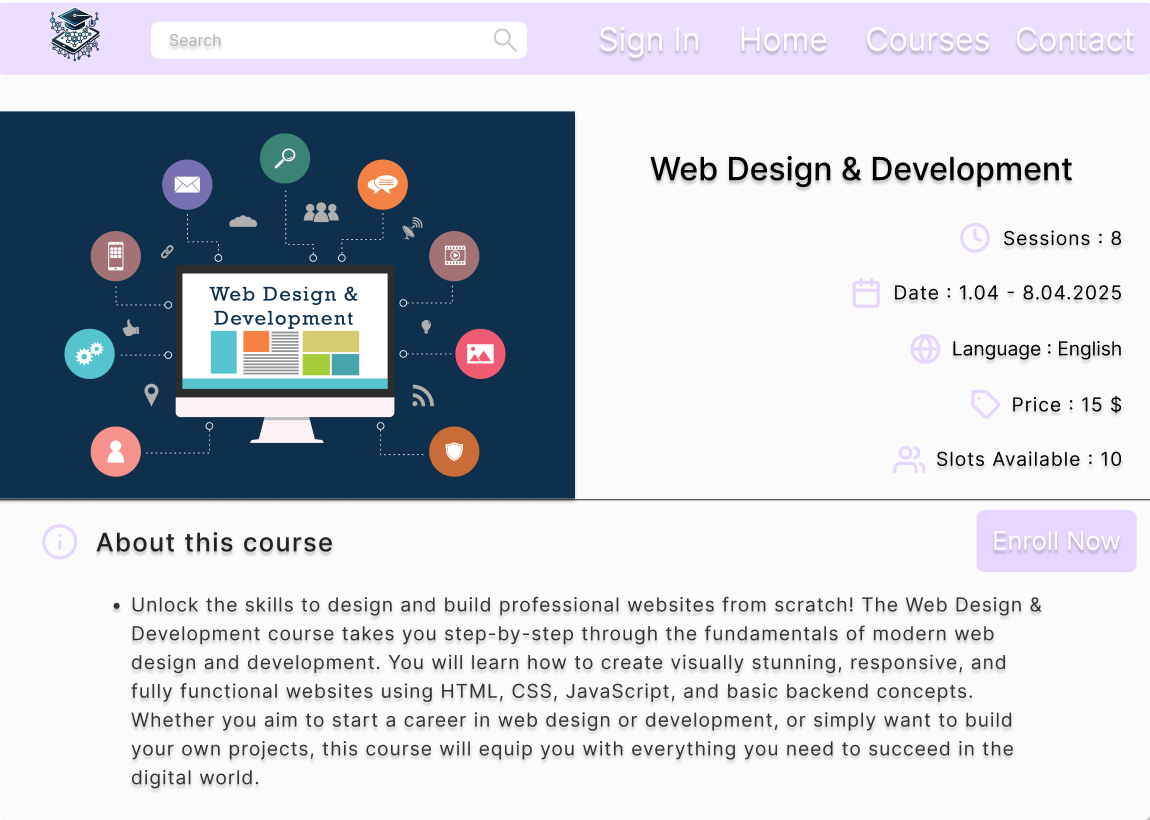 Search
Sign In Home Courses Contact
Web Design &
Development
Web Design & Development
Sessions : 8
Date : 1.04 - 8.04.2025
Language : English
Price : 15 $
Slots Available : 10
About this course
Enroll Now
• Unlock the skills to design and build professional websites from scratch! The Web Design &
Development course takes you step-by-step through the fundamentals of modern web
design and development. You will learn how to create visually stunning, responsive, and
fully functional websites using HTML, CSS, JavaScript, and basic backend concepts.
Whether you aim to start a career in web design or development, or simply want to build
your own projects, this course will equip you with everything you need to succeed in the
digital world.